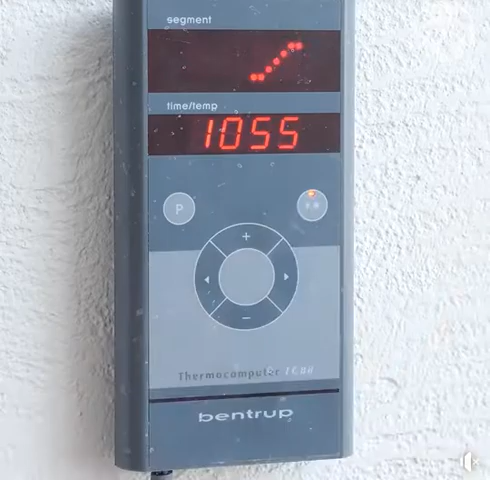 segment
time/temp
1055
P
+
−
Thermocomputer
bentrup